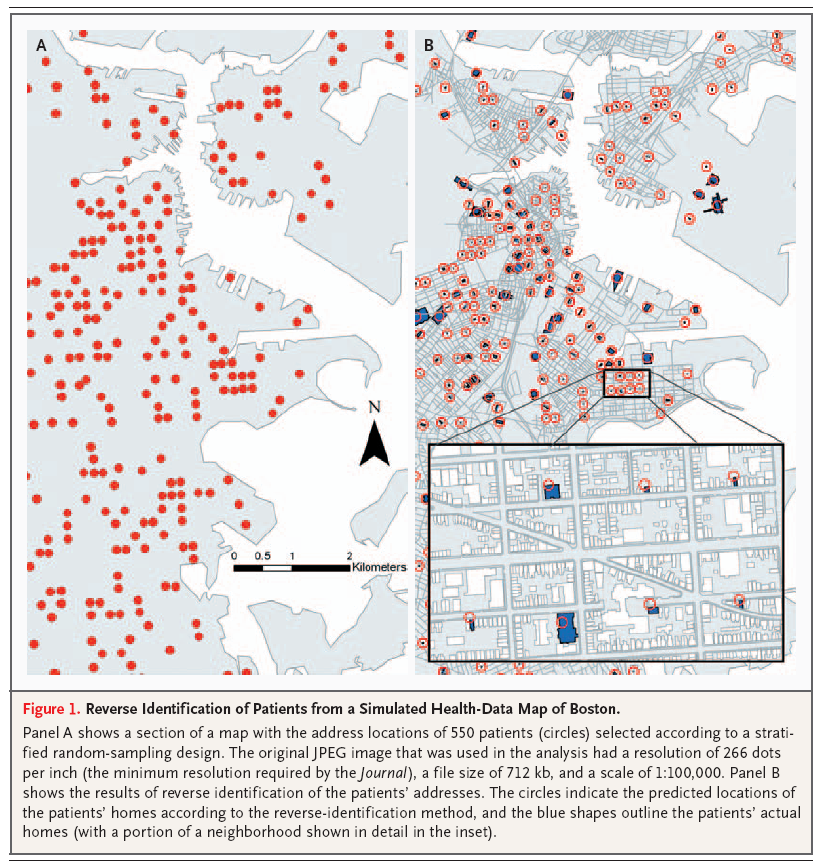 A
B
N
0 0.5 1 2
Kilometers
Figure 1. Reverse Identification of Patients from a Simulated Health-Data Map of Boston.
Panel A shows a section of a map with the address locations of 550 patients (circles) selected according to a strati-
fied random-sampling design. The original JPEG image that was used in the analysis had a resolution of 266 dots
per inch (the minimum resolution required by the Journal), a file size of 712 kb, and a scale of 1:100,000. Panel B
shows the results of reverse identification of the patients’ addresses. The circles indicate the predicted locations of
the patients’ homes according to the reverse-identification method, and the blue shapes outline the patients’ actual
homes (with a portion of a neighborhood shown in detail in the inset).